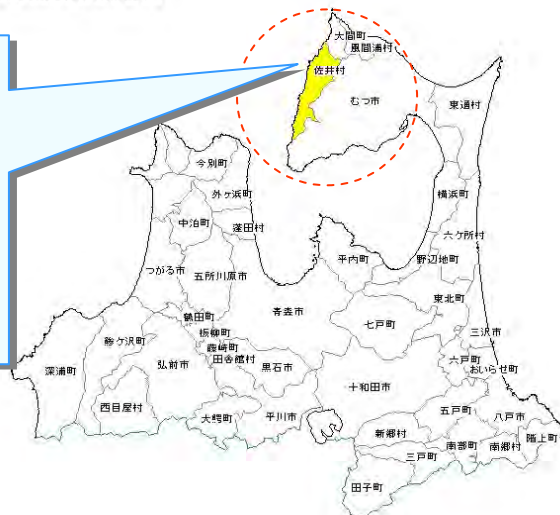 大間町
風間浦村
佐井村
むつ市
東通村
今別町
外ヶ浜町
横浜町
中泊町
蓬田村
六ケ所村
平内町
野辺地町
つがる市
五所川原市
東北町
青森市
鶴田町
七戸町
板柳町
三沢市
鰺ケ沢町
藤崎町
田舎館村
六戸町
おいらせ町
深浦町
弘前市
黒石市
十和田市
西目屋村
五戸町
八戸市
大鰐町
平川市
新郷村
南部町
南郷村
階上町
三戸町
田子町